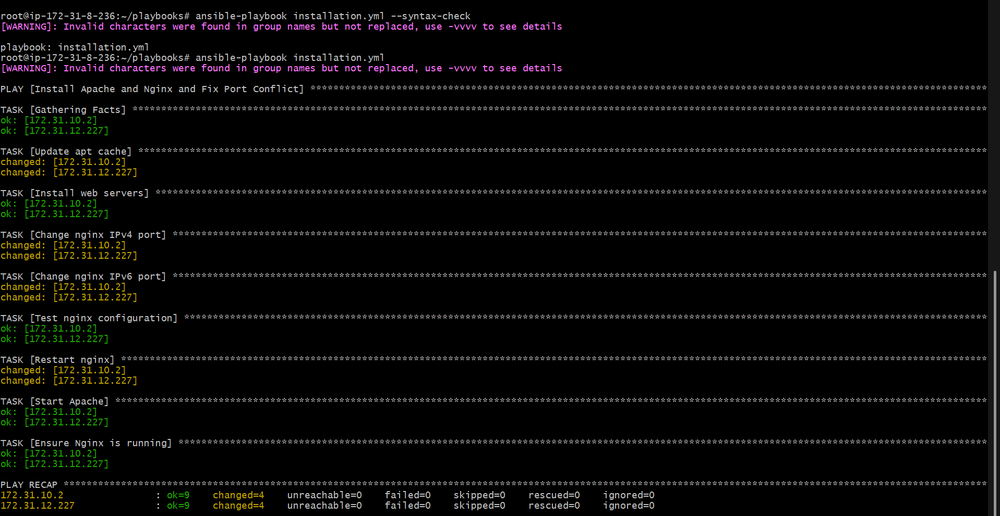 root@ip-172-31-8-236:~/playbooks# ansible-playbook installation.yml --syntax-check
[WARNING]: Invalid characters were found in group names but not replaced, use -vvvv to see details
playbook: installation.yml
root@ip-172-31-8-236:~/playbooks# ansible-playbook installation.yml
[WARNING]: Invalid characters were found in group names but not replaced, use -vvvv to see details
PLAY [Install Apache and Nginx and Fix Port Conflict] **********************************************************************************************************************
TASK [Gathering Facts] *****************************************************************************************************************************************************
ok: [172.31.10.2]
ok: [172.31.12.227]
TASK [Update apt cache] ****************************************************************************************************************************************************
changed: [172.31.10.2]
changed: [172.31.12.227]
TASK [Install web servers] *************************************************************************************************************************************************
ok: [172.31.10.2]
ok: [172.31.12.227]
TASK [Change nginx IPv4 port] **********************************************************************************************************************************************
changed: [172.31.10.2]
changed: [172.31.12.227]
TASK [Change nginx IPv6 port] **********************************************************************************************************************************************
changed: [172.31.10.2]
changed: [172.31.12.227]
TASK [Test nginx configuration] ********************************************************************************************************************************************
ok: [172.31.10.2]
ok: [172.31.12.227]
TASK [Restart nginx] *******************************************************************************************************************************************************
changed: [172.31.10.2]
changed: [172.31.12.227]
TASK [Start Apache] ********************************************************************************************************************************************************
ok: [172.31.10.2]
ok: [172.31.12.227]
TASK [Ensure Nginx is running] *********************************************************************************************************************************************
ok: [172.31.10.2]
ok: [172.31.12.227]
PLAY RECAP *****************************************************************************************************************************************************************
172.31.10.2                : ok=9    changed=4    unreachable=0    failed=0    skipped=0    rescued=0    ignored=0
172.31.12.227              : ok=9    changed=4    unreachable=0    failed=0    skipped=0    rescued=0    ignored=0